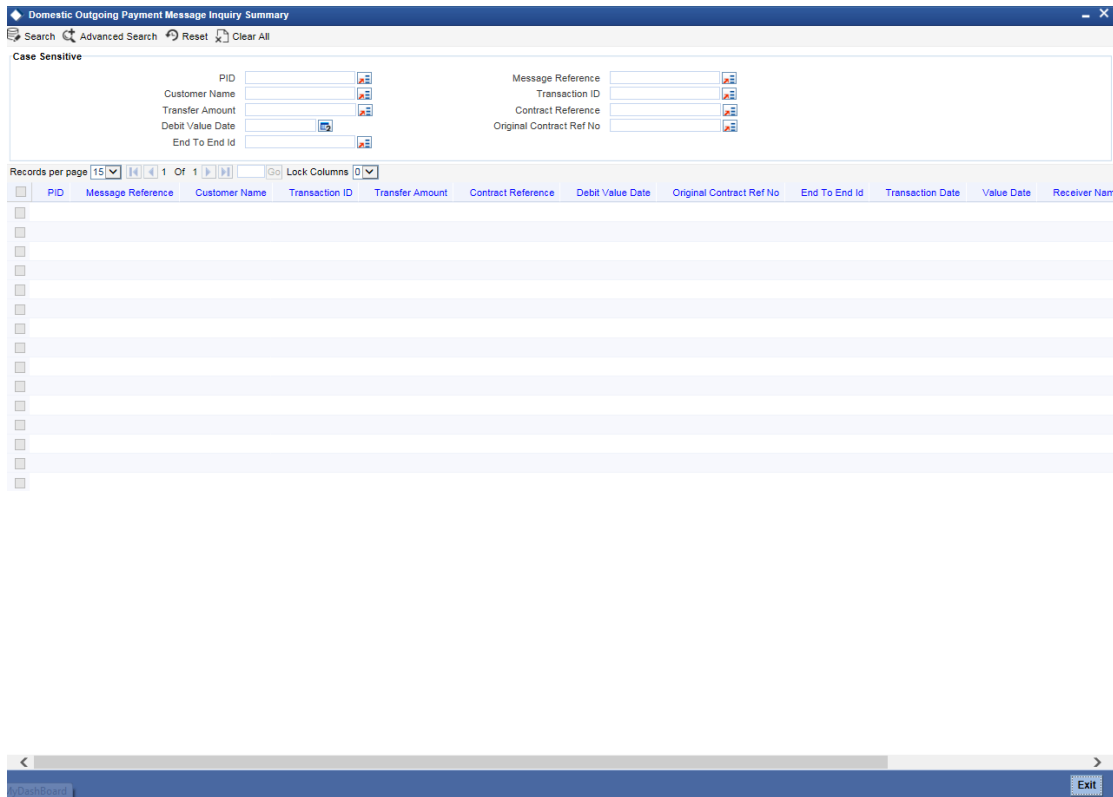 Domestic Outgoing Payment Message Inquiry Summary
Search Advanced Search Reset Clear All
Case Sensitive
PID Message Reference
Customer Name Transaction ID
Transfer Amount Contract Reference
Debit Value Date Original Contract Ref No
End To End Id
Records per page 15 1 Of 1 Go Lock Columns 0
PID Message Reference Customer Name Transaction ID Transfer Amount Contract Reference Debit Value Date Original Contract Ref No End To End Id Transaction Date Value Date Receiver Nam
yDashBoard Exit